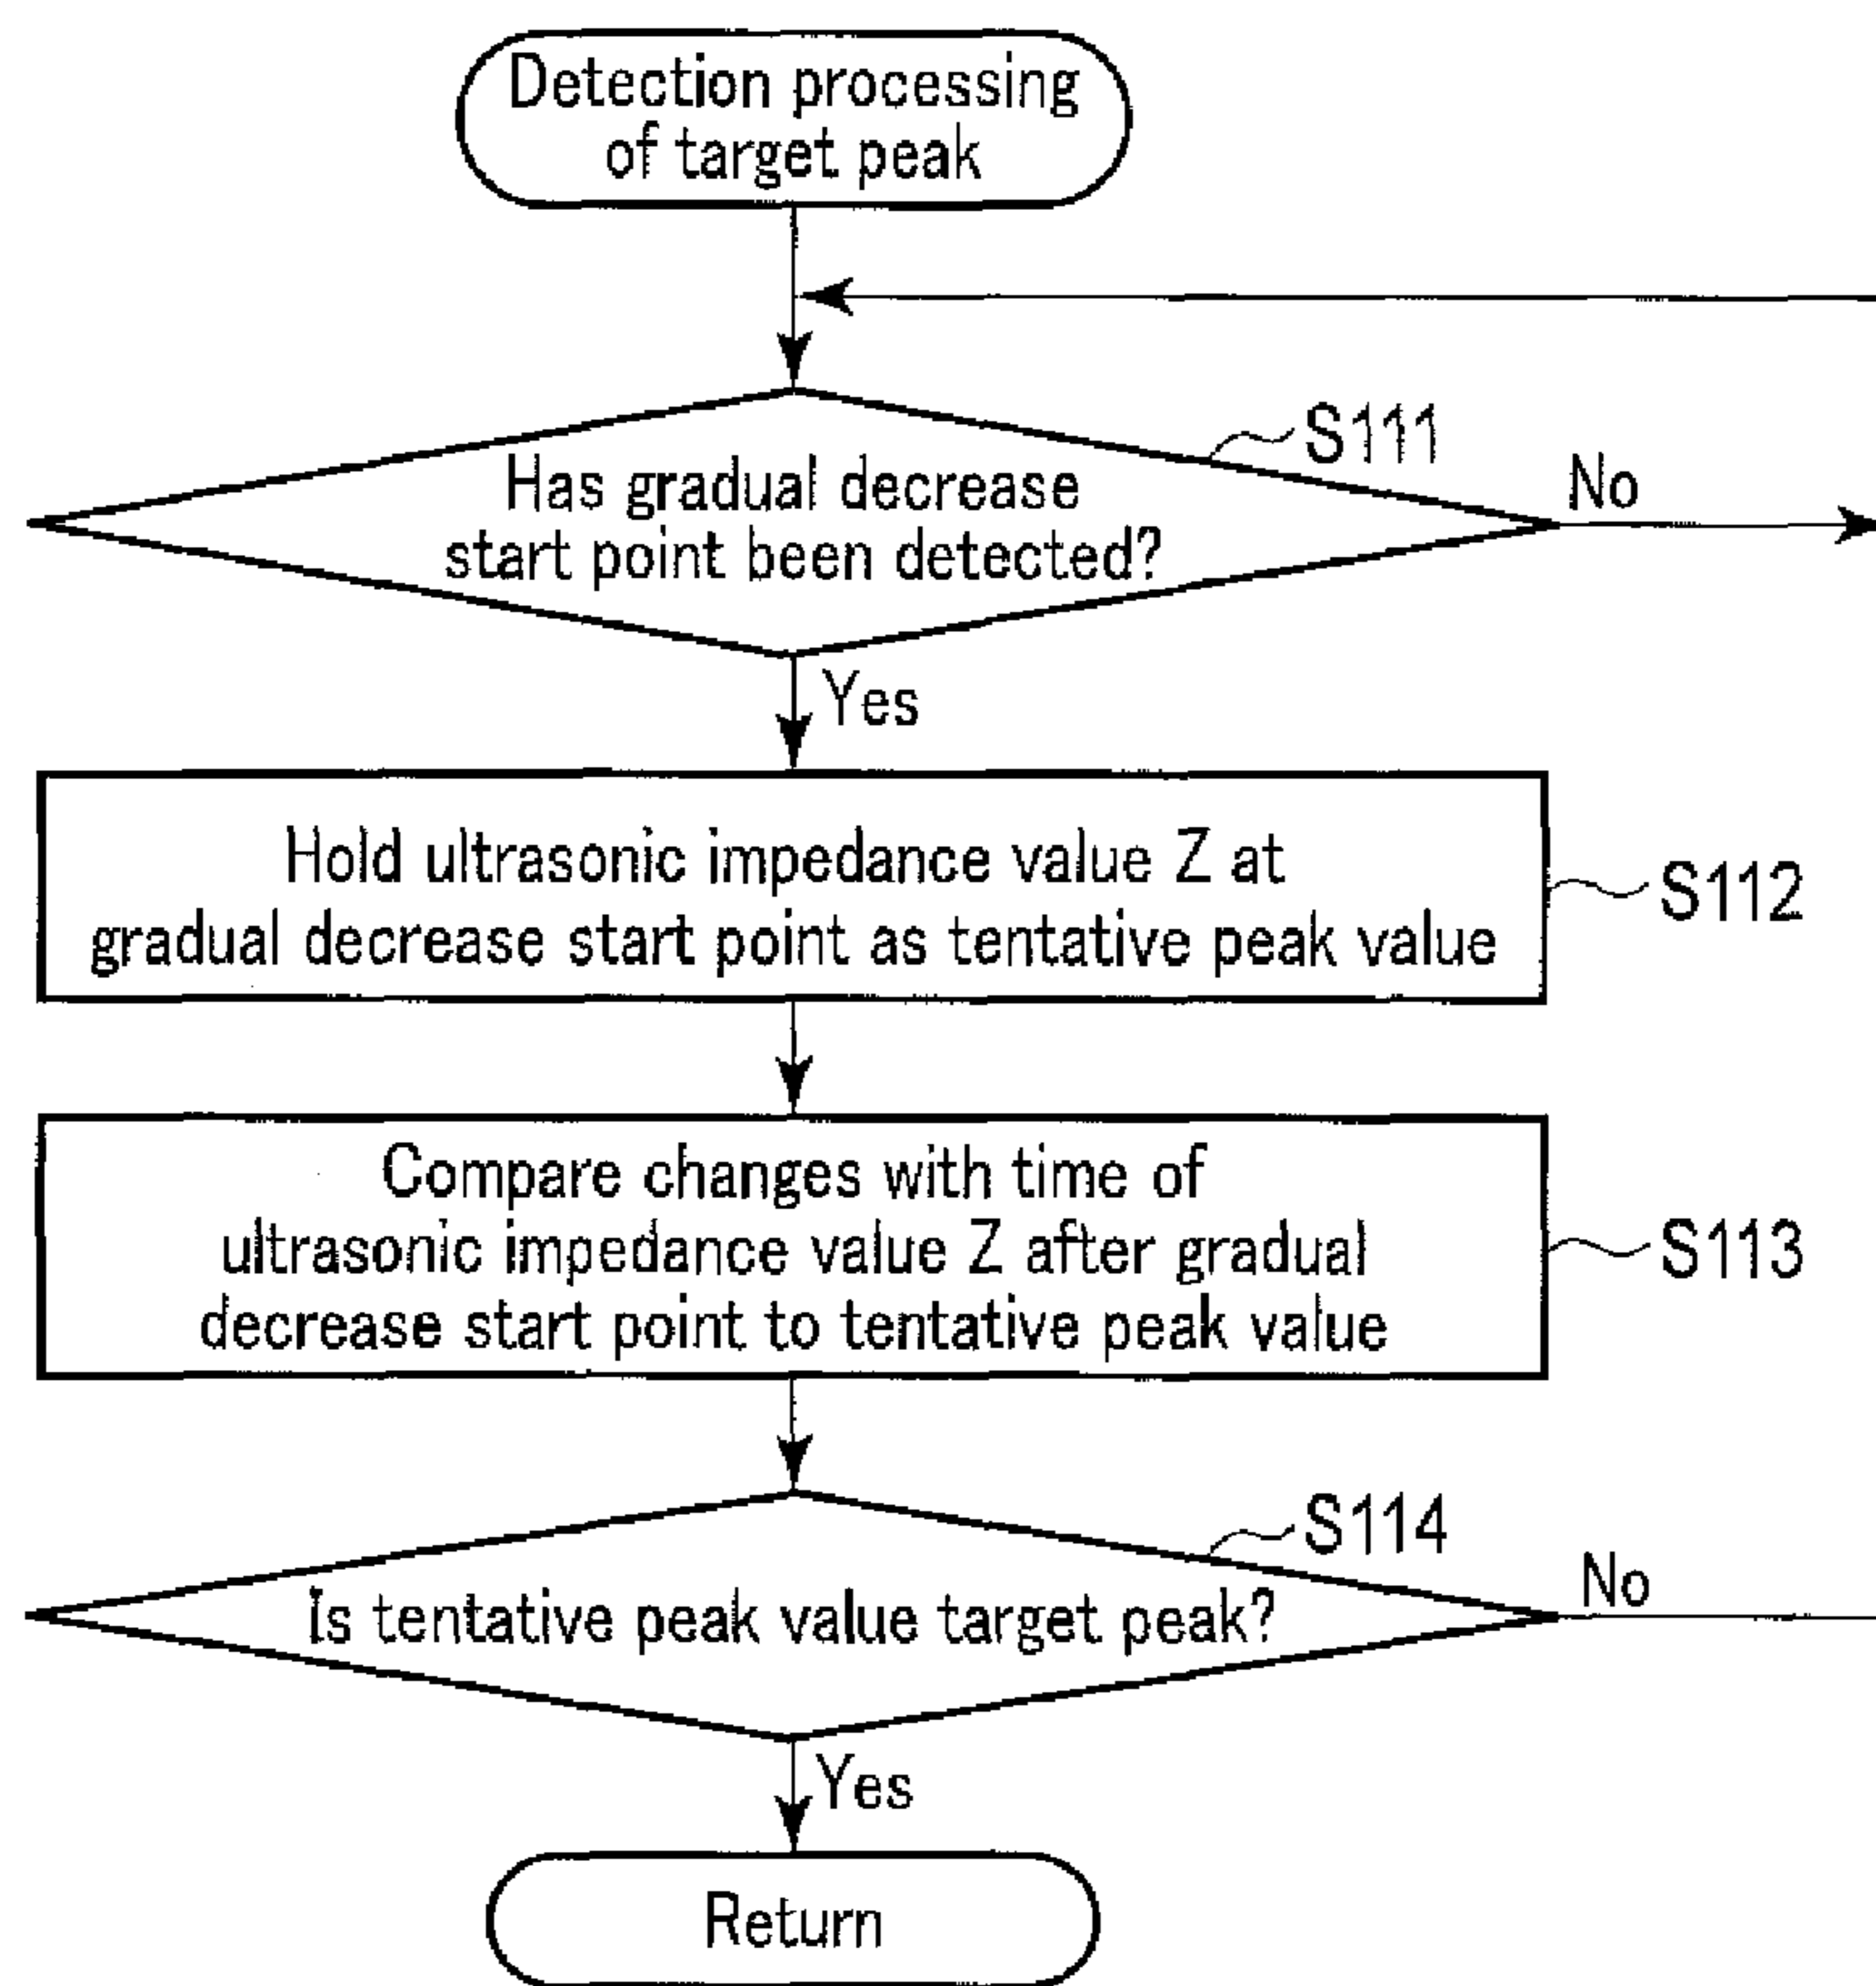 Detection processing
of target peak
S111
Has gradual decrease
start point been detected?
No
Yes
Hold ultrasonic impedance value Z at
gradual decrease start point as tentative peak value
S112
Compare changes with time of
ultrasonic impedance value Z after gradual
decrease start point to tentative peak value
S113
S114
Is tentative peak value target peak?
No
Yes
Return